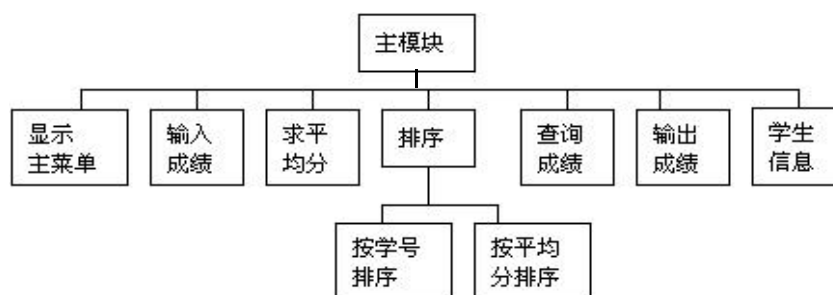 主模块
显示
主菜单
输入
成绩
求平
均分
排序
查询
成绩
输出
成绩
学生
信息
按学号
排序
按平均
分排序